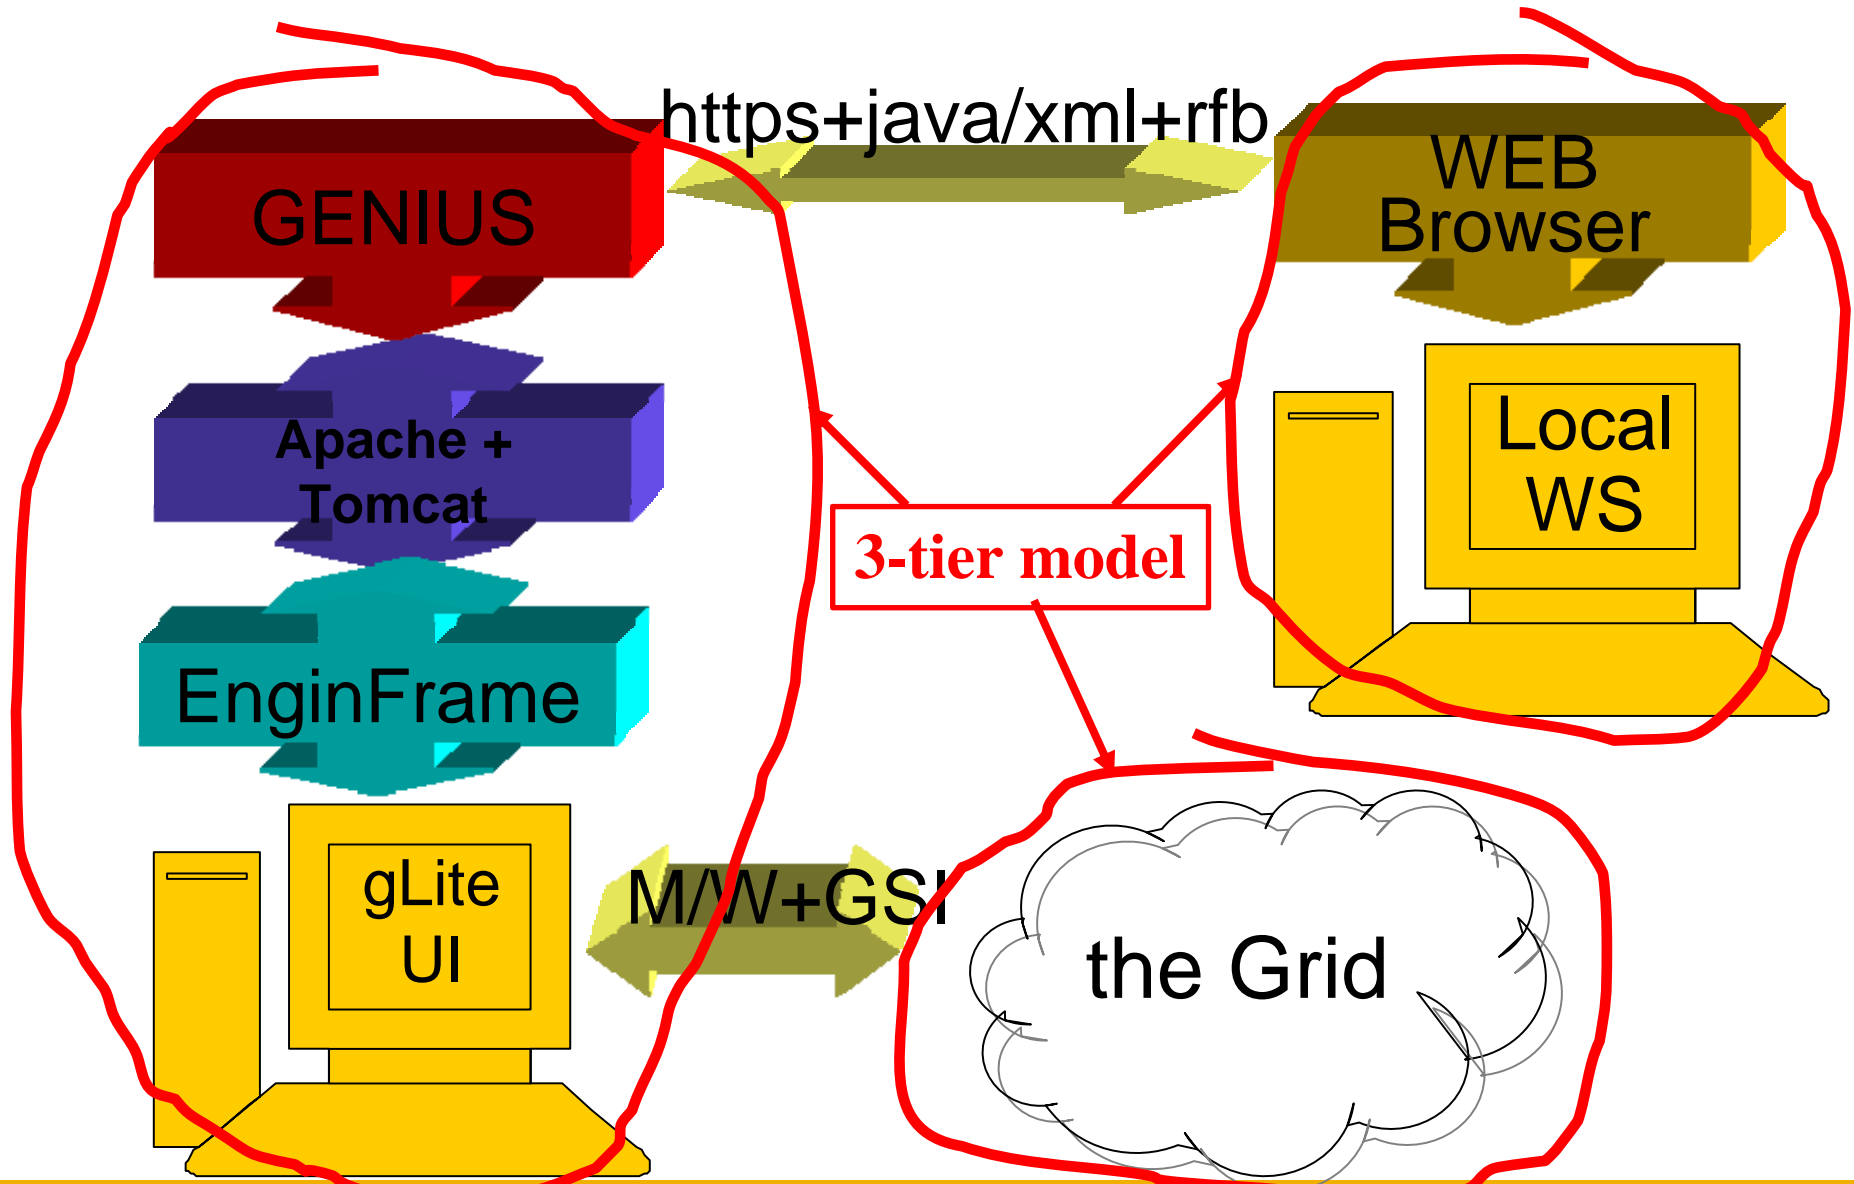 https+java/xml+rfb
GENIUS
WEB
Browser
Apache +
Tomcat
Local
WS
3-tier model
EnginFrame
gLite
UI
M/W+GSI
the Grid